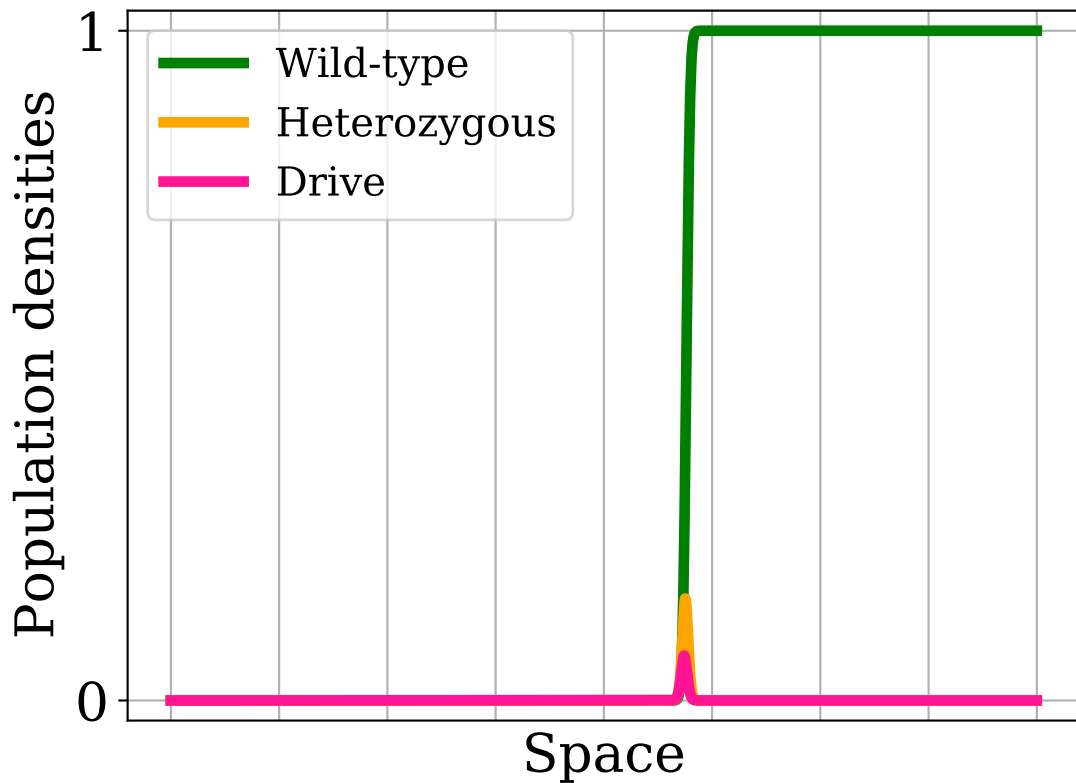 1
Wild-type
Heterozygous
Drive
Population densities
0
Space